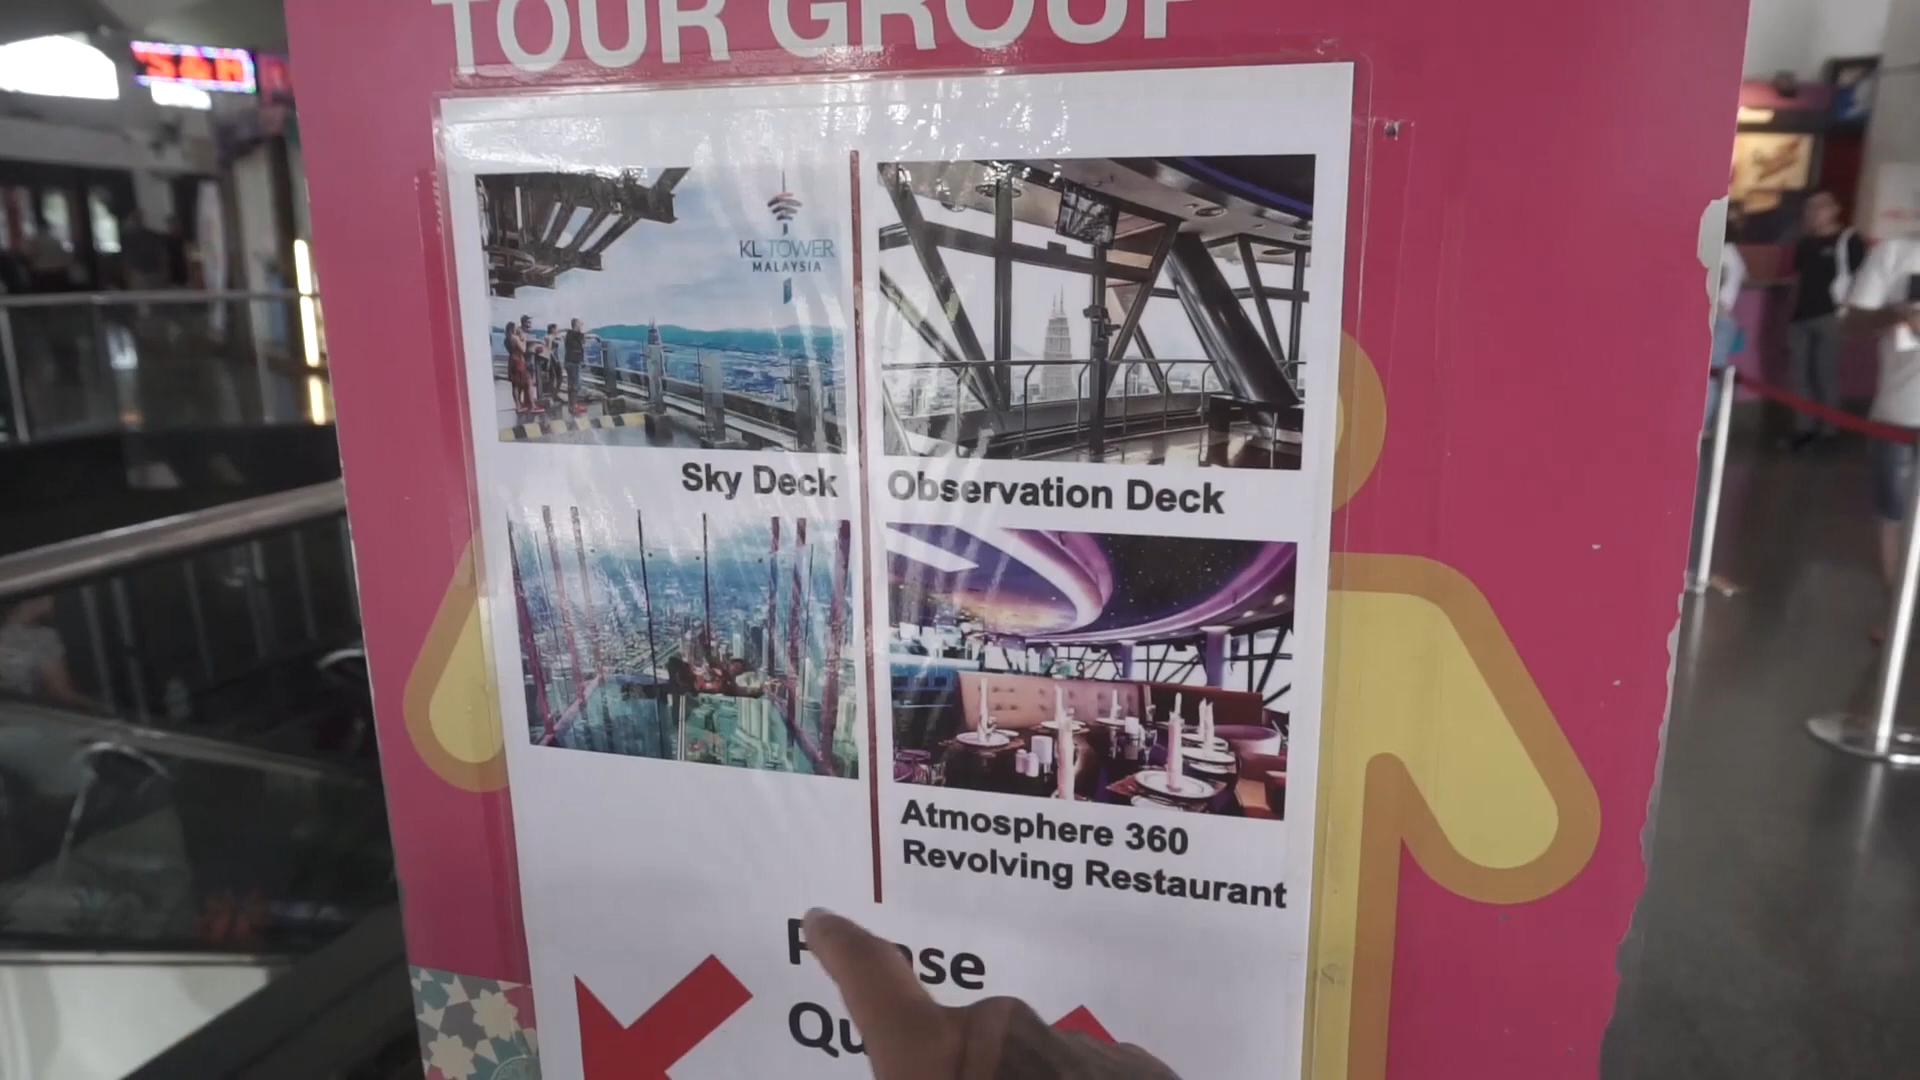 TOUR GROUP
KL TOWER
MALAYSIA
Sky Deck
Observation Deck
Atmosphere 360
Revolving Restaurant